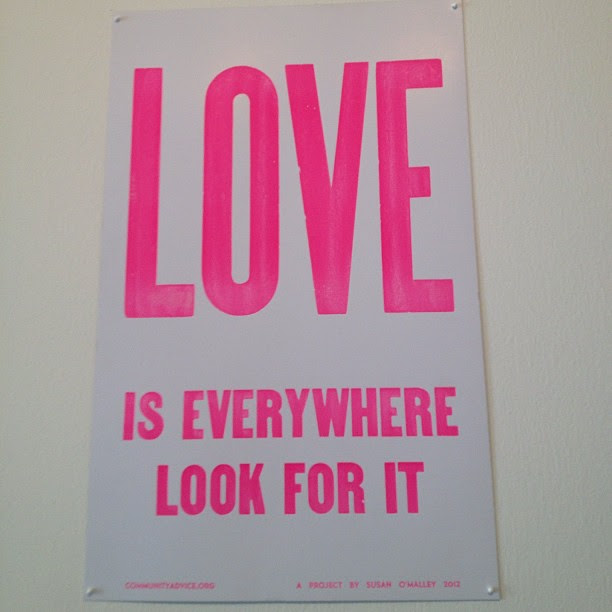 LOVE
IS EVERYWHERE
LOOK FOR IT
COMMUNITYADVICE.ORG
A PROJECT BY SUSAN O'MALLEY 2012